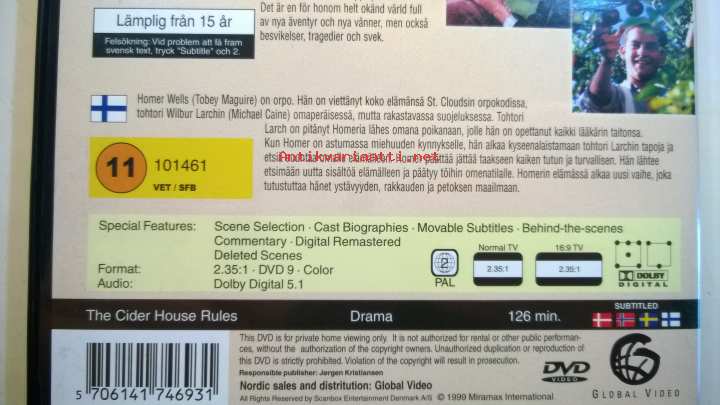 Det är en för honom helt okänd värld full
av nya äventyr och nya vänner, men också
besvikelser, tragedier och svek.
Lämplig från 15 år
Felsökning: Vid problem att få fram
svensk text, tryck "Subtitle" och 2.
Homer Wells (Tobey Maguire) on orpo. Hän on viettänyt koko elämänsä St. Cloudsin orpokodissa,
tohtori Wilbur Larchin (Michael Caine) omaperäisessä, mutta rakastavassa suojeluksessa. Tohtori
Larch on pitänyt Homeria lähes omana poikanaan, jolle hän on opettanut kaikki lääkärin taitonsa.
Kun Homer on astumassa miehuuden kynnykselle, hän alkaa kyseenalaistamaan tohtori Larchin tapoja ja
Antikvariaatti.net
päättää jättää taakseen kaiken tutun ja turvallisen. Hän lähtee
etsimään uutta sisältöä elämälleen ja päätyy töihin omenatilalle. Homerin elämässä alkaa uusi vaihe, joka
tutustuttaa hänet ystävyyden, rakkauden ja petoksen maailmaan.
11
101461
VET / SFB
Special Features: Scene Selection · Cast Biographies · Movable Subtitles · Behind-the-scenes
Commentary · Digital Remastered
Deleted Scenes
Format: 2.35:1 · DVD 9 · Color
Audio: Dolby Digital 5.1
2
PAL
Normal TV
2.35:1
16:9 TV
2.35:1
DOLBY
DIGITAL
The Cider House Rules Drama 126 min.
SUBTITLED
5 706141 746931
This DVD is for private home viewing only. It is not authorized for rental or other public performan-
ces, without the authorization of the copyright owners. Unauthorized duplication or reproduction of
this DVD is strictly prohibited. Violation of the copyright will result in prosecution.
Responsible publisher: Jørgen Kristiansen
Nordic sales and distritution: Global Video
All Rights Reserved by Scanbox Entertainment Denmark A/S © 1999 Miramax International.
DVD
VIDEO
G
GLOBAL VIDEO